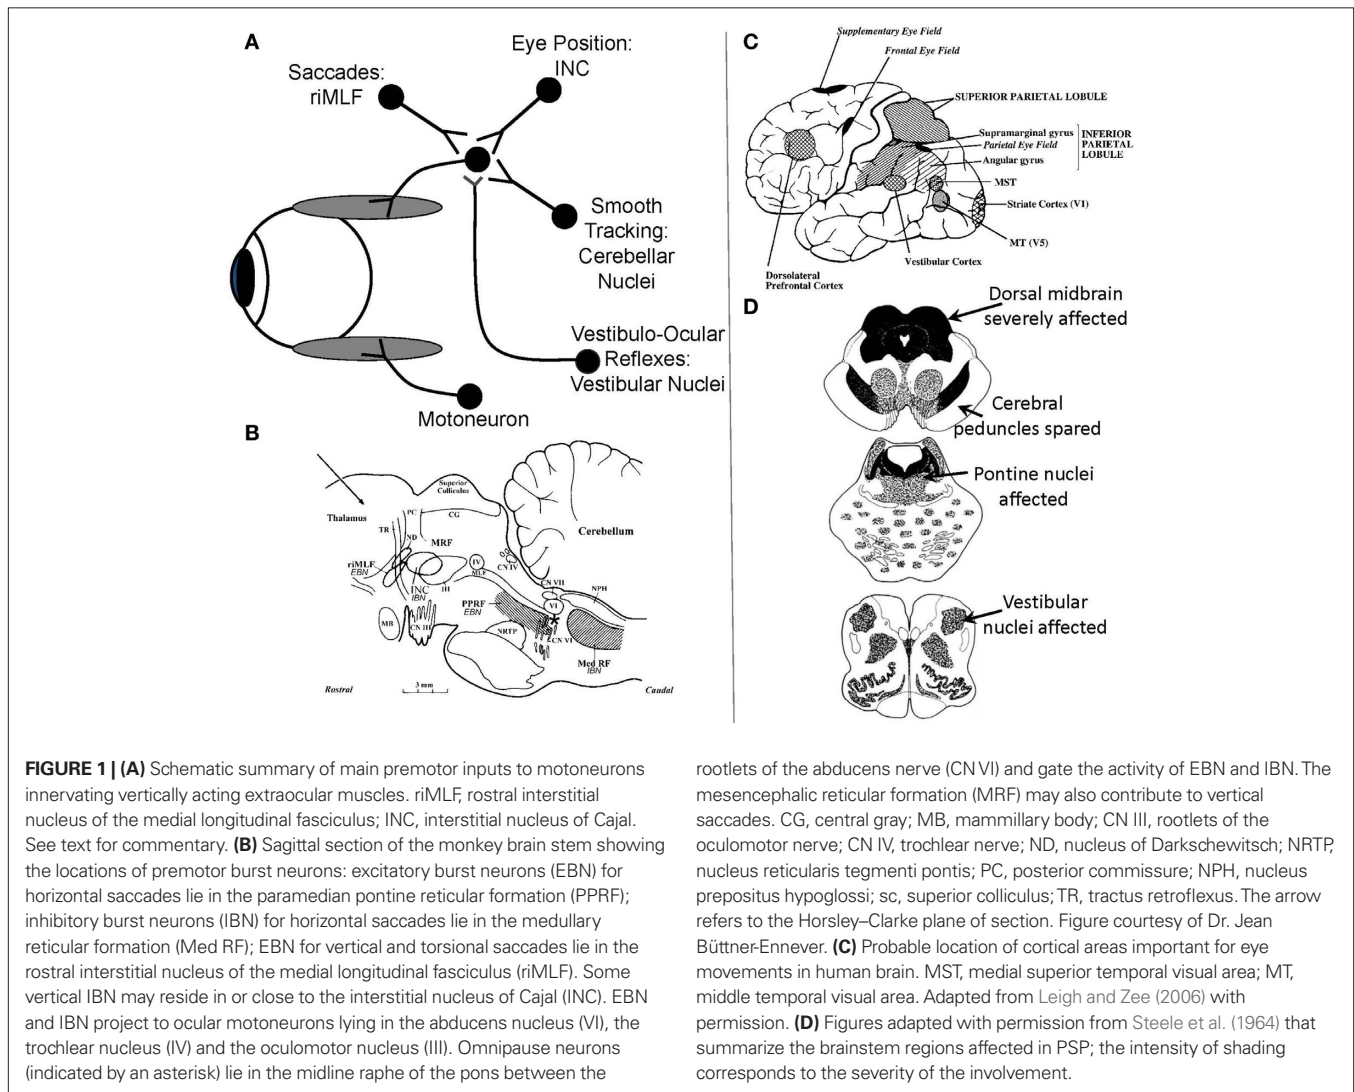 A
Saccades:
riMLF
Eye Position:
INC
Smooth
Tracking:
Cerebellar
Nuclei
Vestibulo-Ocular
Reflexes:
Vestibular Nuclei
Motoneuron
B
Superior
Colliculus
Thalamus
PC
CG
Cerebellum
TR
ND
MRF
riMLF
EBN
INC
IBN
III
IV
MLF
CN IV
CN VII
NPH
VI
PPRF
EBN
MB
CN III
NRTP
*
CN VI
Med RF
IBN
Rostral
3 mm
Caudal
C
Supplementary Eye Field
Frontal Eye Field
SUPERIOR PARIETAL LOBULE
Supramarginal gyrus
Parietal Eye Field
Angular gyrus
INFERIOR
PARIETAL
LOBULE
MST
Striate Cortex (V1)
MT (V5)
Vestibular Cortex
Dorsolateral
Prefrontal Cortex
D
Dorsal midbrain
severely affected
Cerebral
peduncles spared
Pontine nuclei
affected
Vestibular
nuclei affected
FIGURE 1 | (A) Schematic summary of main premotor inputs to motoneurons
innervating vertically acting extraocular muscles. riMLF, rostral interstitial
nucleus of the medial longitudinal fasciculus; INC, interstitial nucleus of Cajal.
See text for commentary. (B) Sagittal section of the monkey brain stem showing
the locations of premotor burst neurons: excitatory burst neurons (EBN) for
horizontal saccades lie in the paramedian pontine reticular formation (PPRF);
inhibitory burst neurons (IBN) for horizontal saccades lie in the medullary
reticular formation (Med RF); EBN for vertical and torsional saccades lie in the
rostral interstitial nucleus of the medial longitudinal fasciculus (riMLF). Some
vertical IBN may reside in or close to the interstitial nucleus of Cajal (INC). EBN
and IBN project to ocular motoneurons lying in the abducens nucleus (VI), the
trochlear nucleus (IV) and the oculomotor nucleus (III). Omnipause neurons
(indicated by an asterisk) lie in the midline raphe of the pons between the
rootlets of the abducens nerve (CN VI) and gate the activity of EBN and IBN. The
mesencephalic reticular formation (MRF) may also contribute to vertical
saccades. CG, central gray; MB, mammillary body; CN III, rootlets of the
oculomotor nerve; CN IV, trochlear nerve; ND, nucleus of Darkschewitsch; NRTP,
nucleus reticularis tegmenti pontis; PC, posterior commissure; NPH, nucleus
prepositus hypoglossi; sc, superior colliculus; TR, tractus retroflexus. The arrow
refers to the Horsley–Clarke plane of section. Figure courtesy of Dr. Jean
Büttner-Ennever. (C) Probable location of cortical areas important for eye
movements in human brain. MST, medial superior temporal visual area; MT,
middle temporal visual area. Adapted from Leigh and Zee (2006) with
permission. (D) Figures adapted with permission from Steele et al. (1964) that
summarize the brainstem regions affected in PSP; the intensity of shading
corresponds to the severity of the involvement.